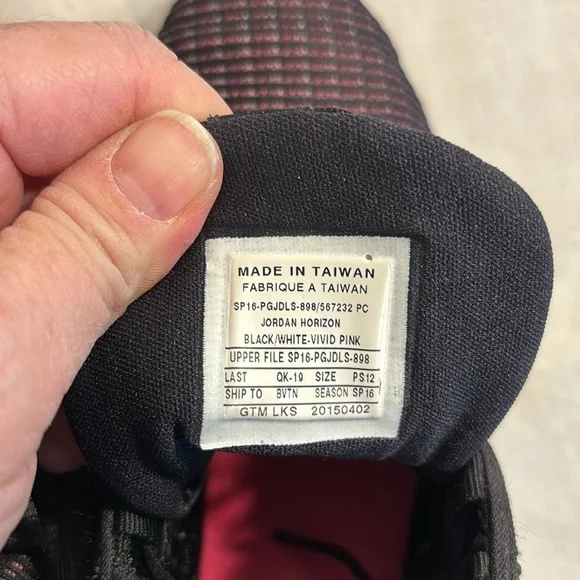 MADE IN TAIWAN
FABRIQUE A TAIWAN
SP16-PGJDLS-898/567232 PC
JORDAN HORIZON
BLACK/WHITE-VIVID PINK
UPPER FILE SP16-PGJDLS-898
LAST QK-19 SIZE PS12
SHIP TO BVTN SEASON SP16
GTM LKS 20150402